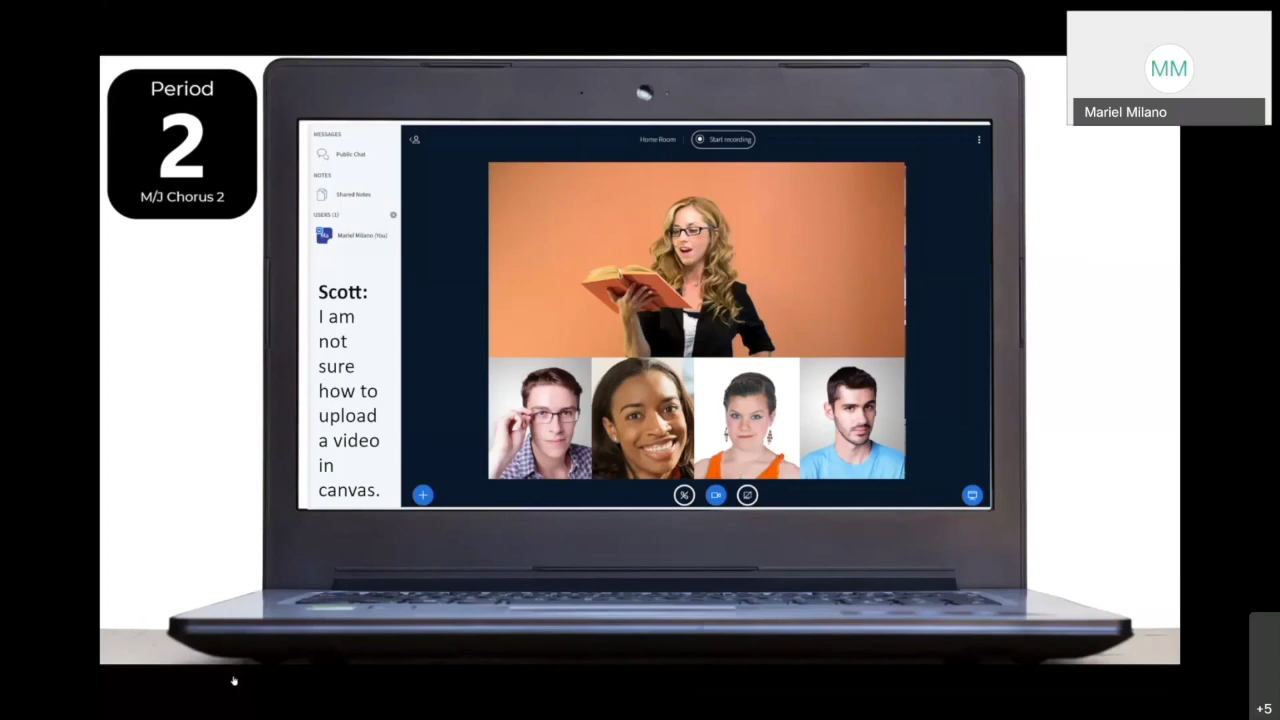 Period
2
M/J Chorus 2
MESSAGES
Public Chat
NOTES
Shared Notes
USERS (1)
Ma
Mariel Milano (You)
Scott:
I am
not
sure
how to
upload
a video
in
canvas.
Home Room
Start recording
MM
Mariel Milano
+5